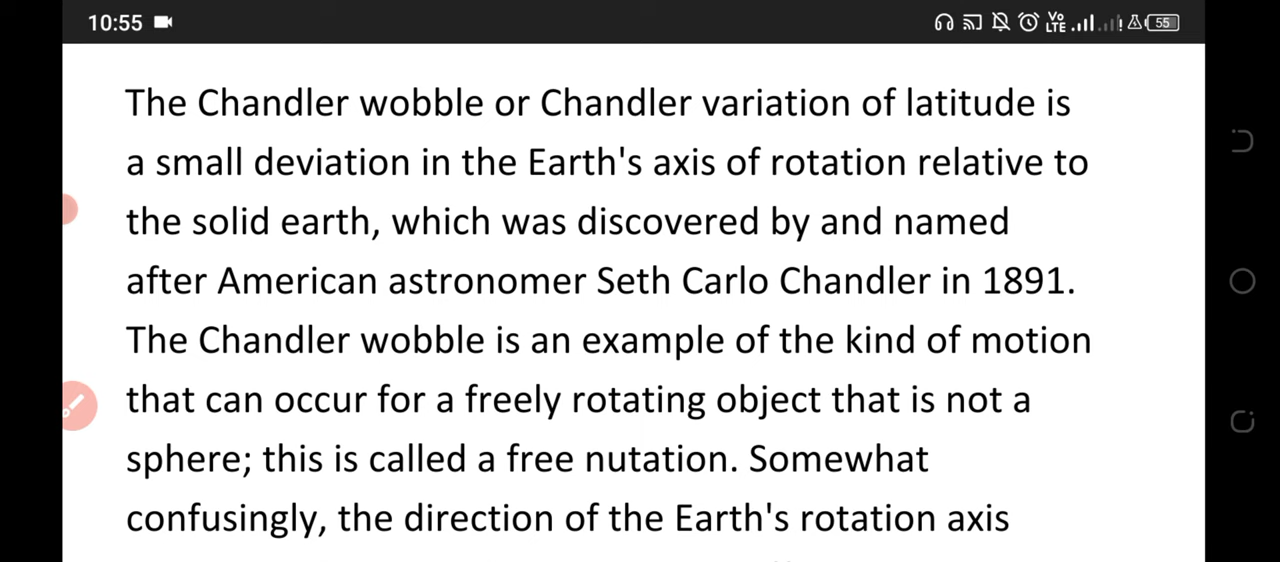 10:55 Vo LTE 55
The Chandler wobble or Chandler variation of latitude is
a small deviation in the Earth's axis of rotation relative to
the solid earth, which was discovered by and named
after American astronomer Seth Carlo Chandler in 1891.
The Chandler wobble is an example of the kind of motion
that can occur for a freely rotating object that is not a
sphere; this is called a free nutation. Somewhat
confusingly, the direction of the Earth's rotation axis